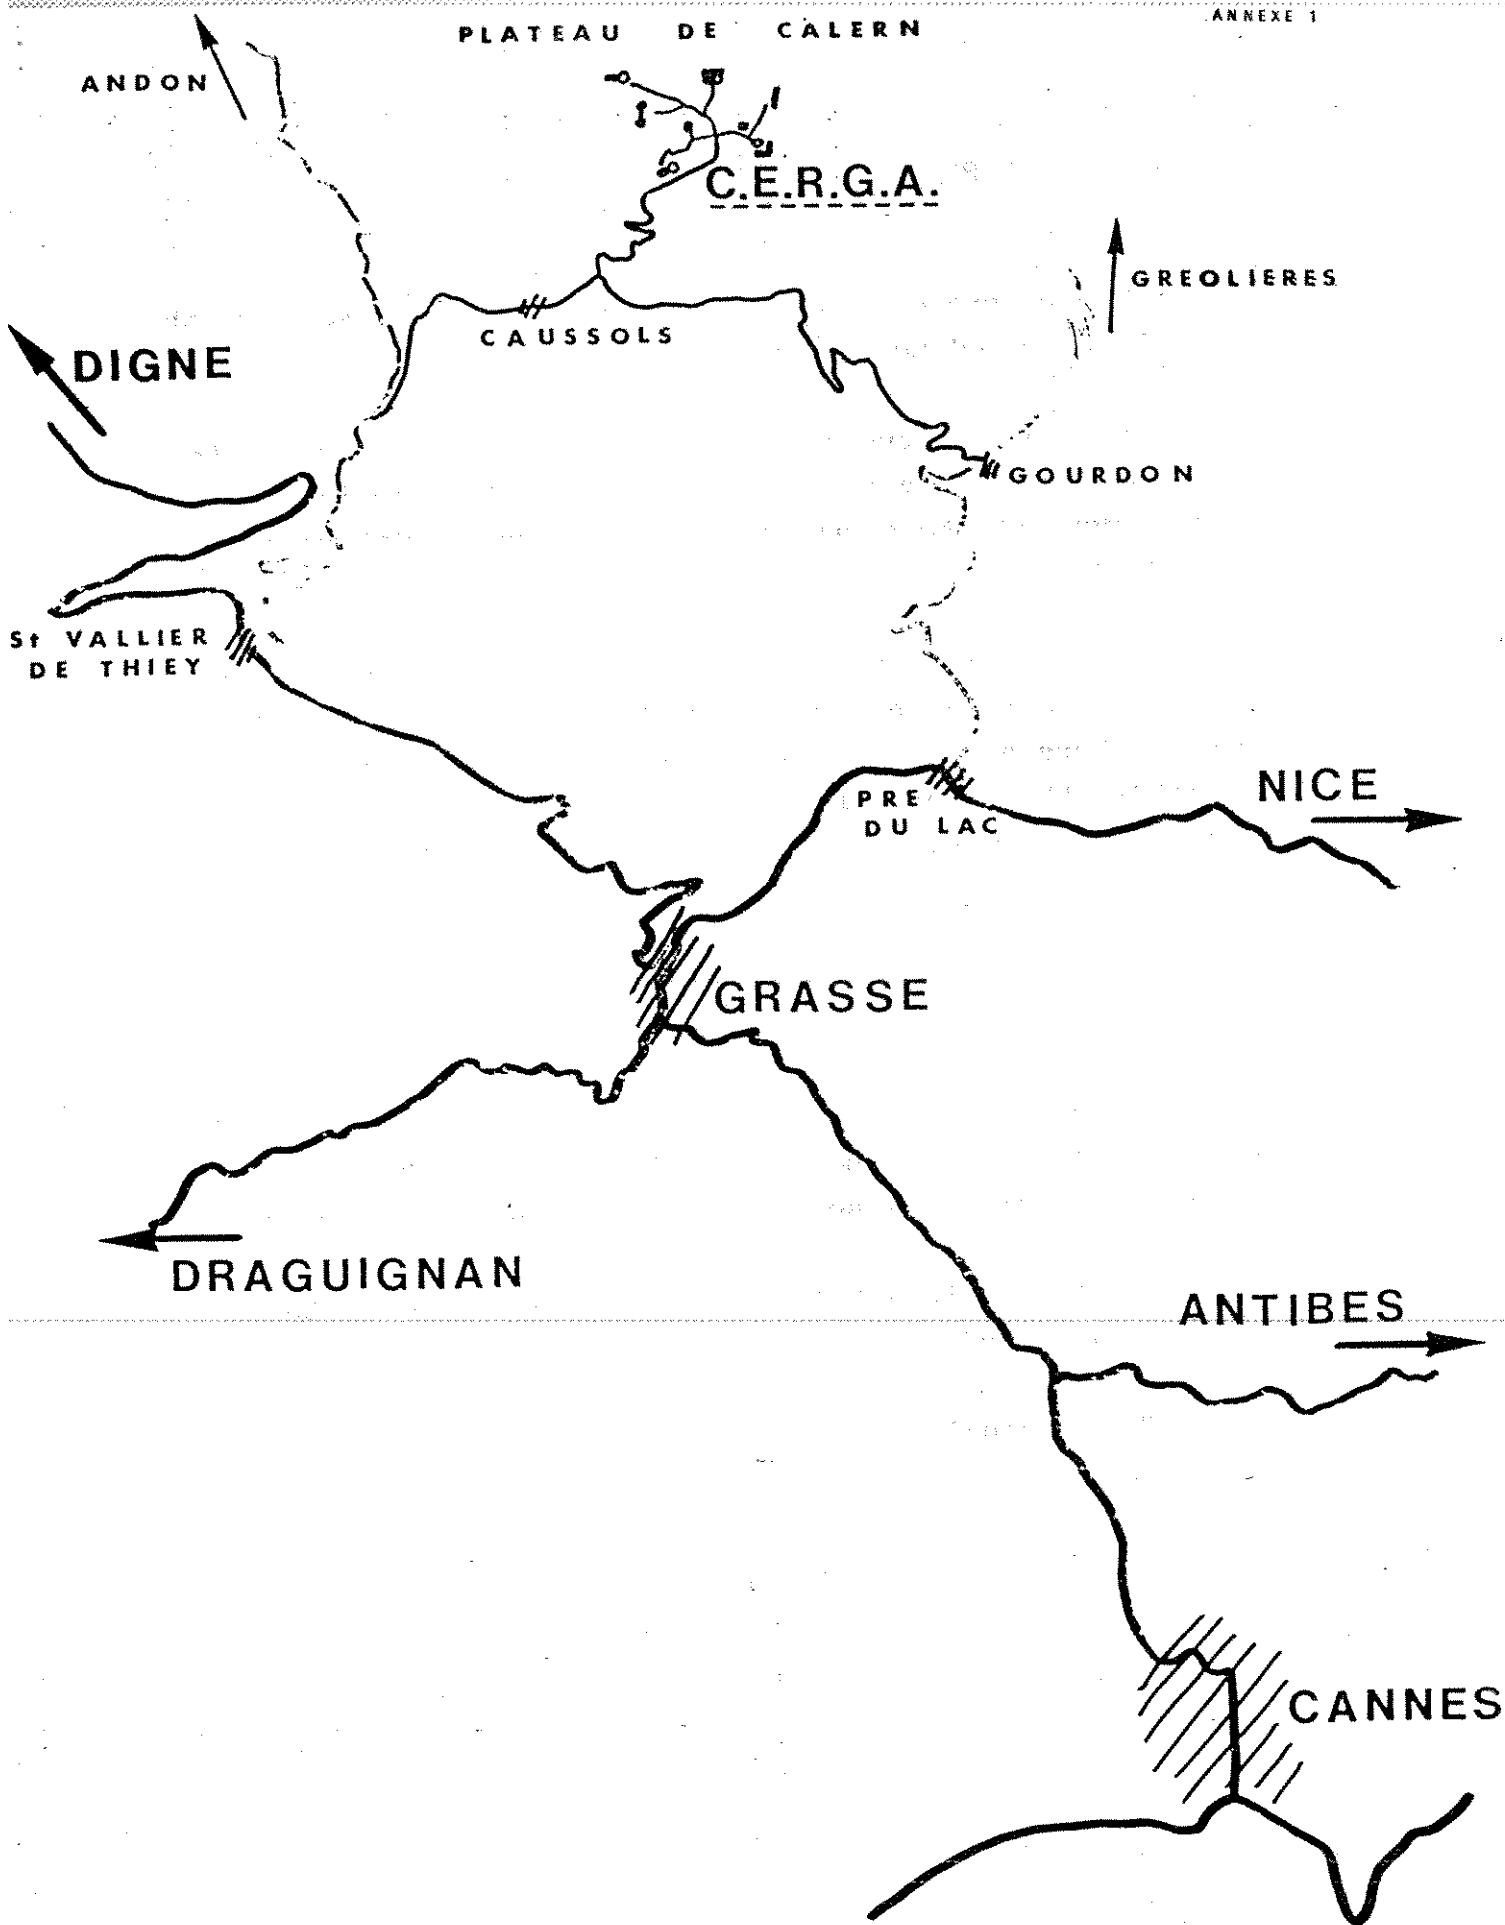 ANNEXE 1
PLATEAU DE CALERN
ANDON
C.E.R.G.A.
GREOLIERES
CAUSSOLS
DIGNE
GOURDON
St VALLIER
DE THIEY
NICE
PRE
DU LAC
GRASSE
DRAGUIGNAN
ANTIBES
CANNES